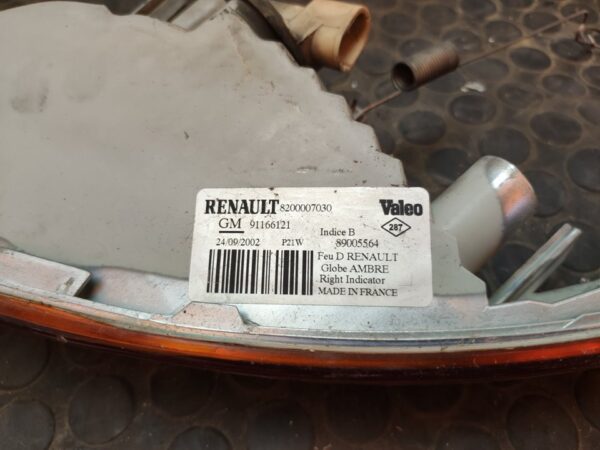 RENAULT 8200007030 Valeo
GM 91166121 Indice B 287
24/09/2002 P21W 89005564
Feu D RENAULT
Globe AMBRE
Right Indicator
MADE IN FRANCE